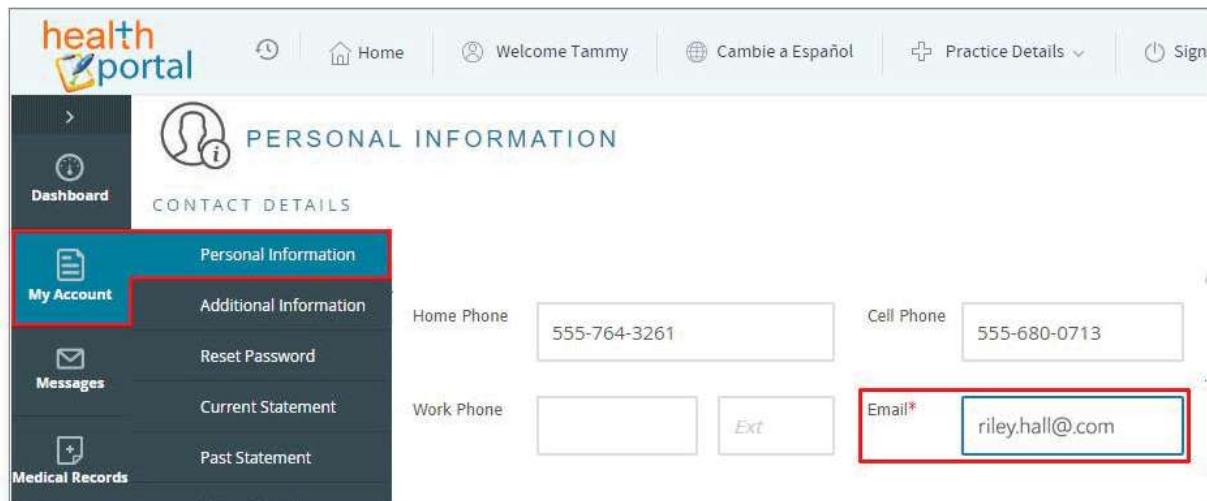 health
portal
Home
Welcome Tammy
Cambie a Español
Practice Details
Sign
PERSONAL INFORMATION
CONTACT DETAILS
Dashboard
My Account
Messages
Medical Records
Personal Information
Additional Information
Reset Password
Current Statement
Past Statement
Home Phone
555-764-3261
Cell Phone
555-680-0713
Work Phone
Ext
Email*
riley.hall@.com